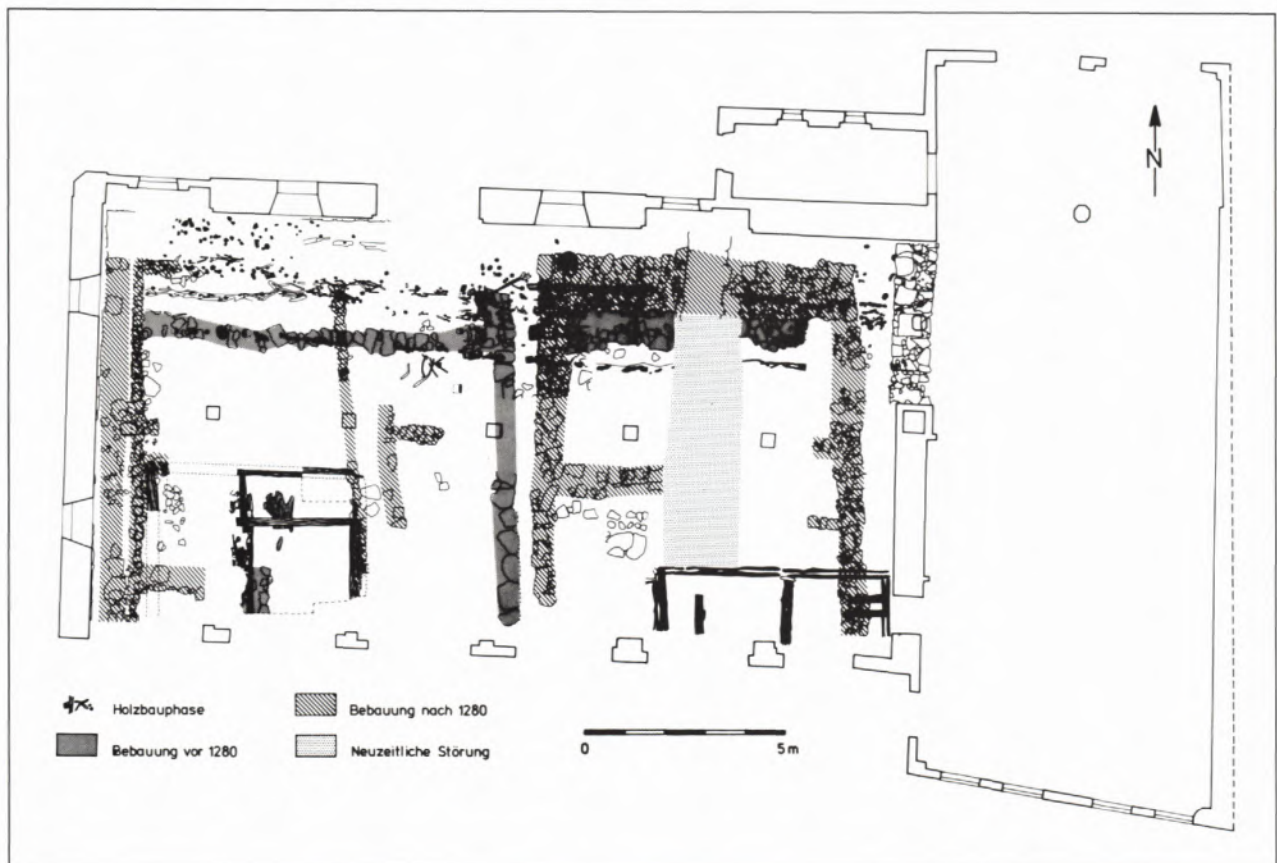 N
Holzbauphase
Bebauung vor 1280
Bebauung nach 1280
Neuzeitliche Störung
0 5 m